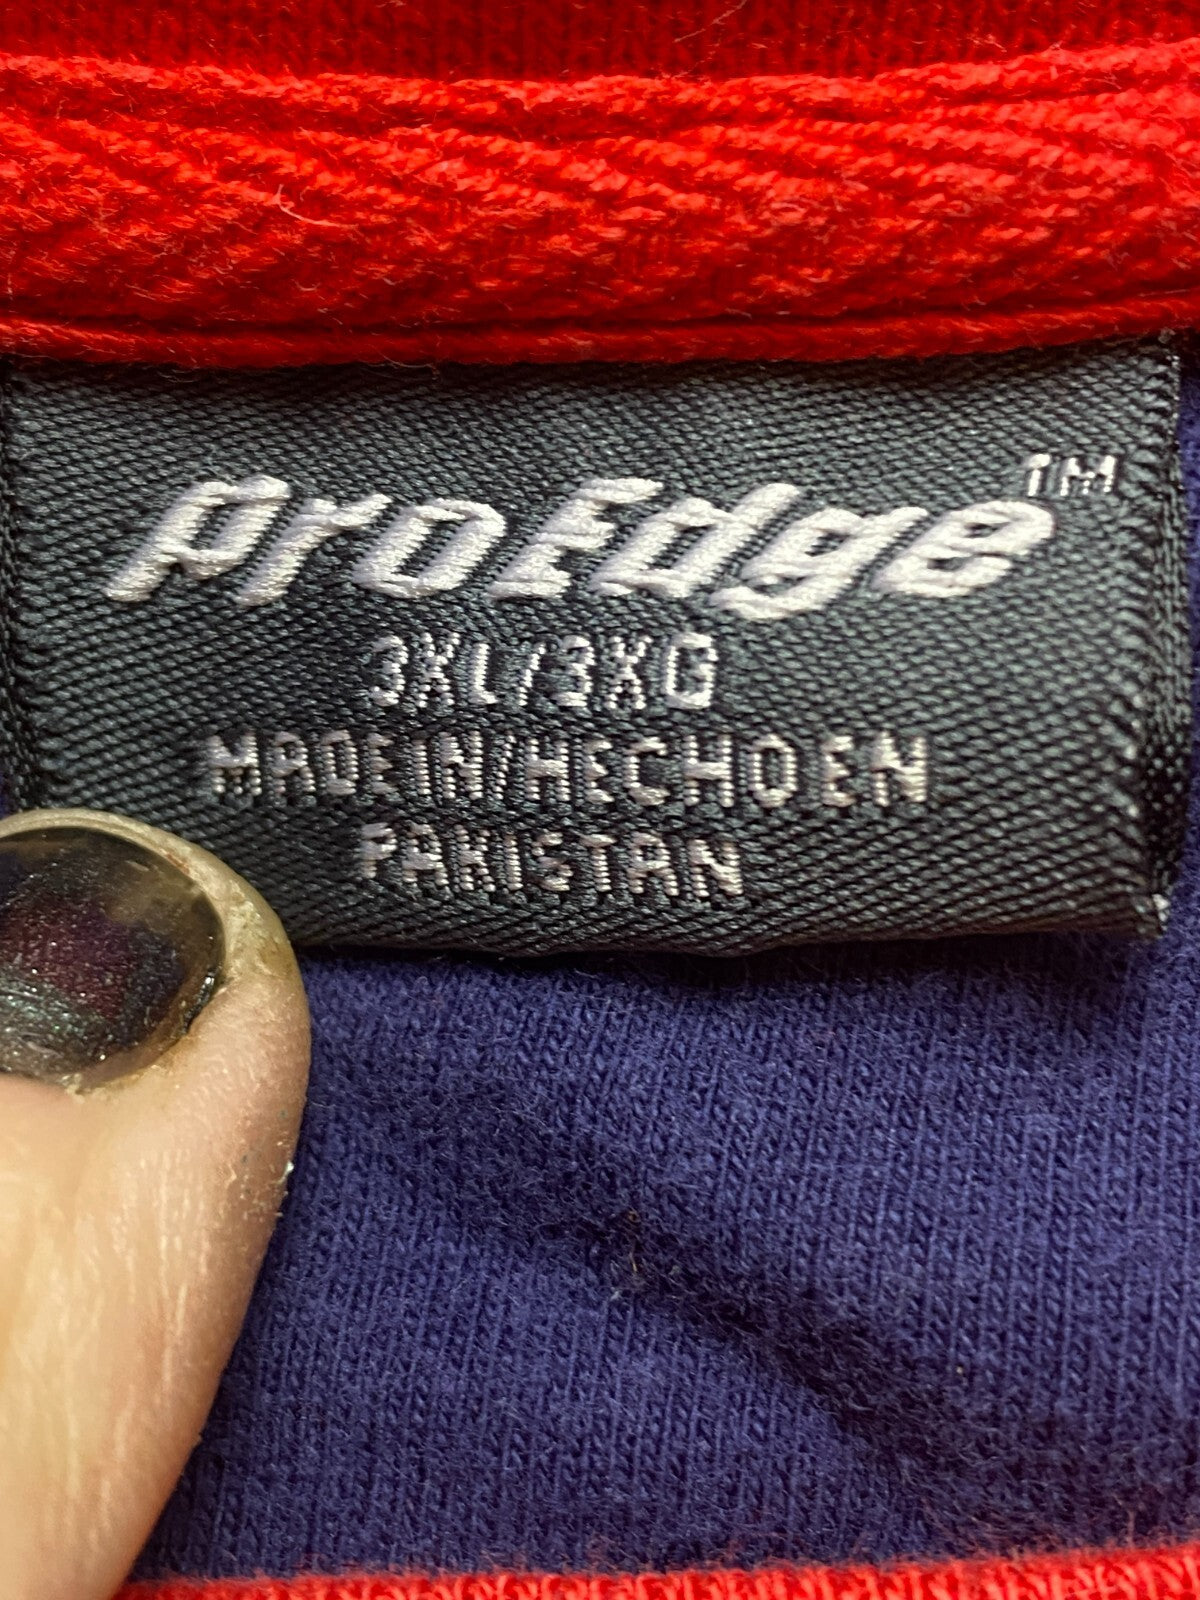 ProEdge™
3XL/3XG
MADE IN/HECHO EN
PAKISTAN